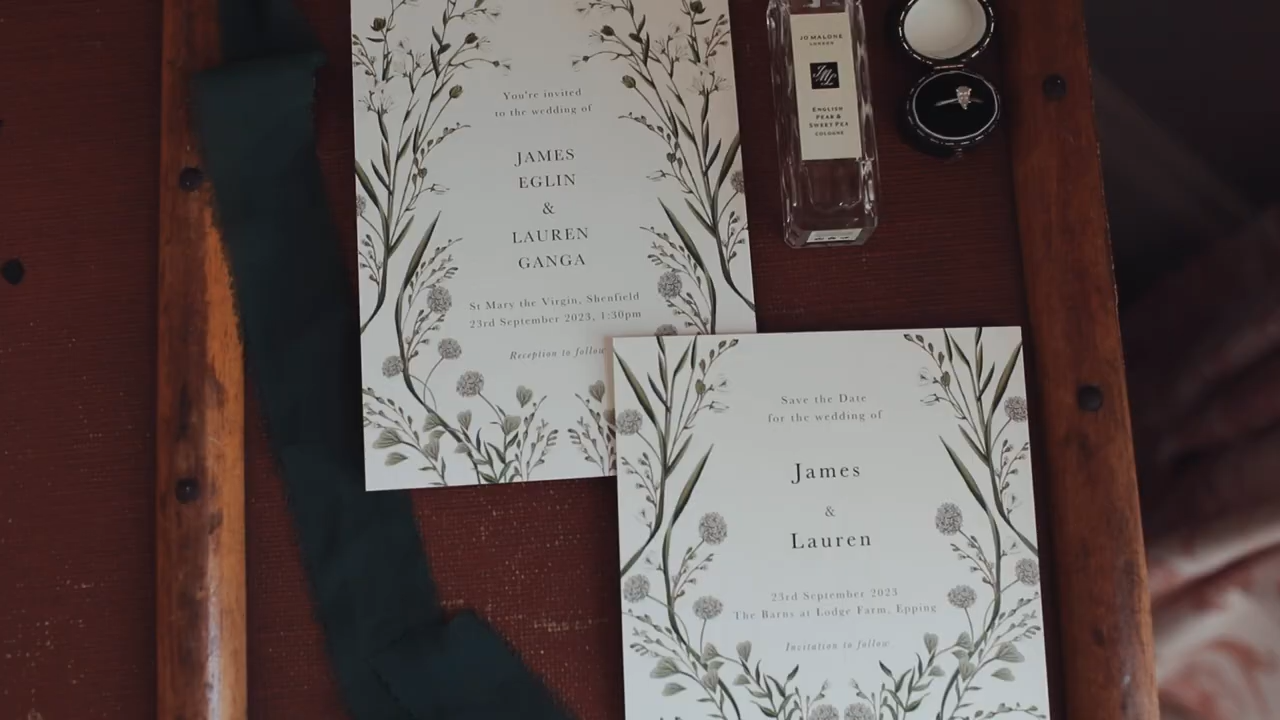 You're invited
to the wedding of
JAMES
EGLIN
&
LAUREN
GANGA
St Mary the Virgin, Shenfield
23rd September 2023, 1:30pm
Reception to follow
JO MALONE
LONDON
JML
ENGLISH
PEAR &
SWEET PEA
COLOGNE
Save the Date
for the wedding of
James
&
Lauren
23rd September 2023
The Barns at Lodge Farm, Epping
Invitation to follow